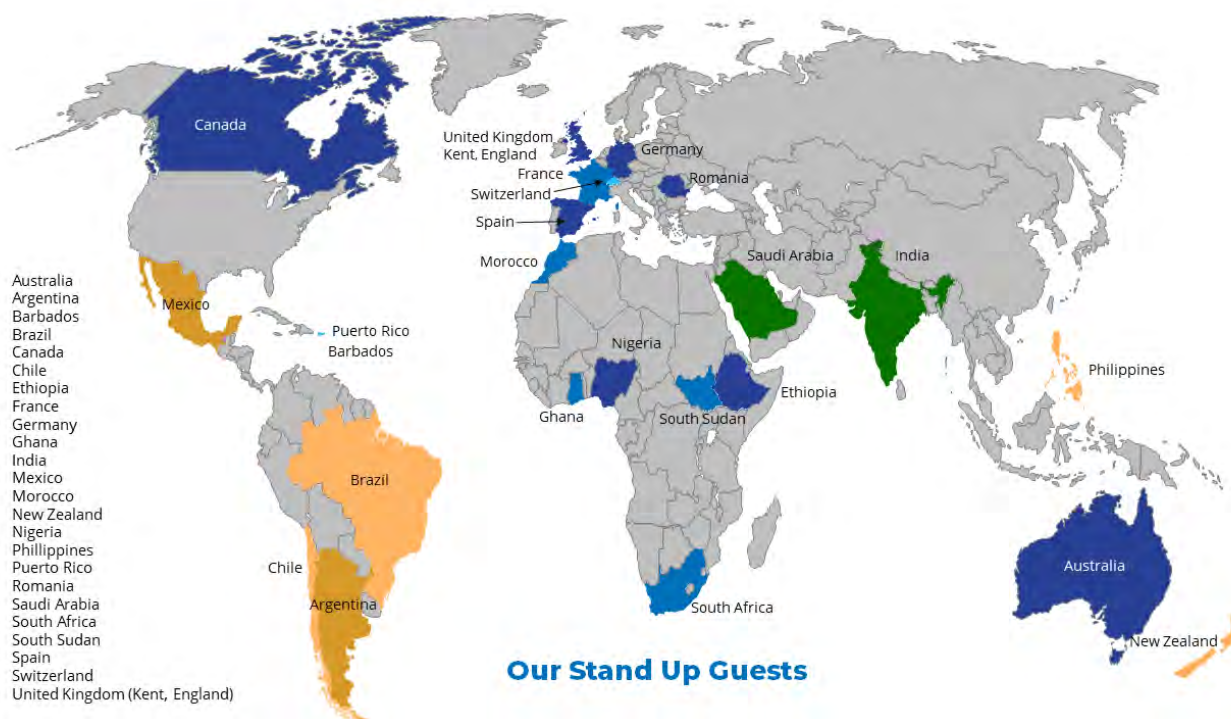 Canada
United Kingdom
Kent, England
Germany
France
Romania
Switzerland
Spain
Morocco
Saudi Arabia
India
Mexico
Puerto Rico
Barbados
Nigeria
Philippines
Ethiopia
Ghana
South Sudan
Brazil
Chile
Australia
Argentina
South Africa
New Zealand
Australia
Argentina
Barbados
Brazil
Canada
Chile
Ethiopia
France
Germany
Ghana
India
Mexico
Morocco
New Zealand
Nigeria
Phillippines
Puerto Rico
Romania
Saudi Arabia
South Africa
South Sudan
Spain
Switzerland
United Kingdom (Kent, England)
Our Stand Up Guests